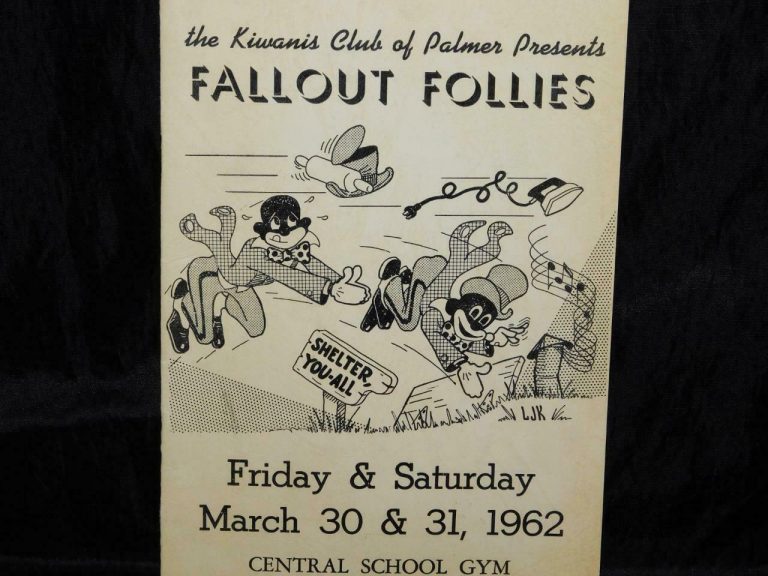 the Kiwanis Club of Palmer Presents
FALLOUT FOLLIES
SHELTER,
YOU-ALL
LJK
Friday & Saturday
March 30 & 31, 1962
CENTRAL SCHOOL GYM